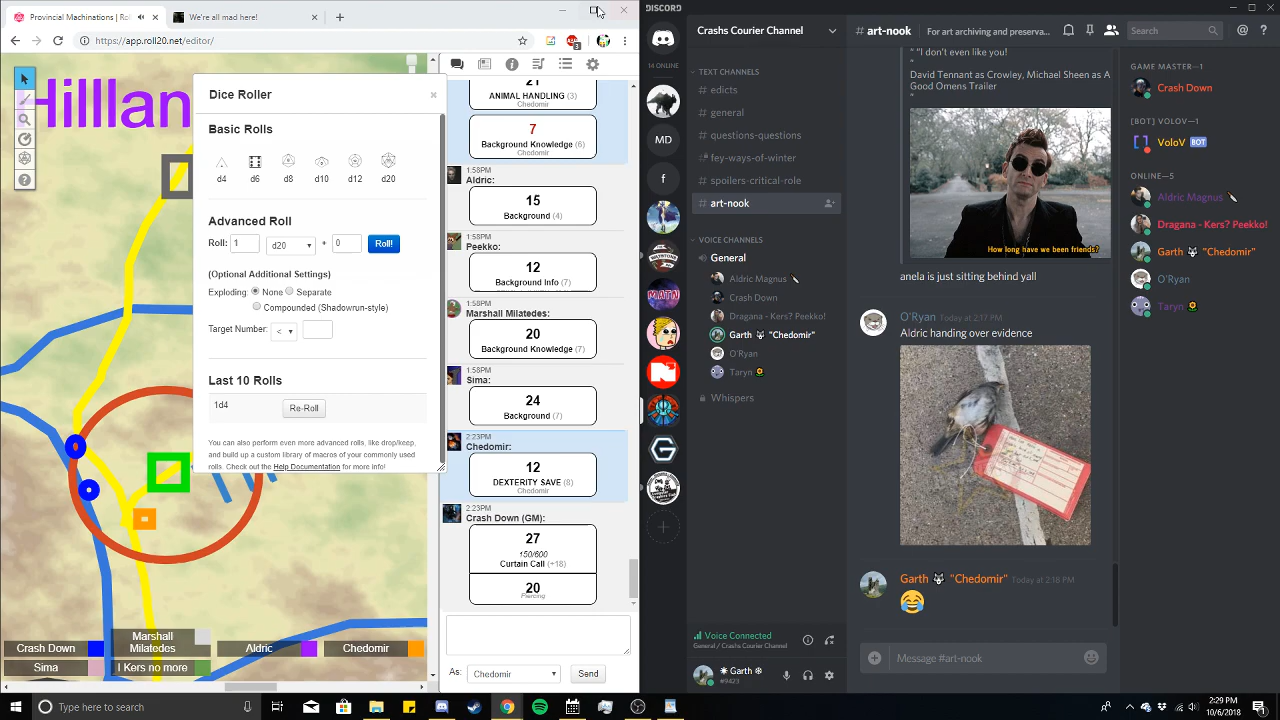 Provincial Machinations | Ro
We're all mad here?
https://app.roll20.net/editor/
3
Hillian
Dice Roller
Basic Rolls
d4
d6
d8
d10
d12
d20
Advanced Roll
Roll: 1 d20 + 0 Roll!
(Optional Additional Settings)
Exploding: None Separate
Compounded (Shadowrun-style)
Target Number: <
Last 10 Rolls
1d4 Re-Roll
You can also perform even more advanced rolls, like drop/keep,
and build up a custom library of macros of your commonly used
rolls. Check out the Help Documentation for more info!
Crash Down
Marshall
Milatedes
Aldric
Chedomir
Sima
I Kers no more
21
ANIMAL HANDLING (3)
Chedomir
7
Background Knowledge (6)
Chedomir
1:58PM
Aldric:
15
Background (4)
1:58PM
Peekko:
12
Background Info (7)
1:58PM
Marshall Milatedes:
20
Background Knowledge (7)
1:58PM
Sima:
24
Background (7)
2:23PM
Chedomir:
12
DEXTERITY SAVE (8)
Chedomir
2:23PM
Crash Down (GM):
27
150/600
Curtain Call (+18)
20
Piercing
As: Chedomir Send
DISCORD
14 ONLINE
MD
f
MATN
Crashs Courier Channel
TEXT CHANNELS
# edicts
# general
# questions-questions
# fey-ways-of-winter
# spoilers-critical-role
# art-nook
VOICE CHANNELS
General
Aldric Magnus
Crash Down
Dragana - Kers? Peekko!
Garth "Chedomir"
O'Ryan
Taryn
Whispers
Voice Connected
General / Crashs Courier Channel
Garth
#9423
# art-nook
For art archiving and preserva...
Search
" "I don't even like you!
"
David Tennant as Crowley, Michael Sheen as A
Good Omens Trailer
"
How long have we been friends?
anela is just sitting behind yall
O'Ryan Today at 2:17 PM
Aldric handing over evidence
Garth "Chedomir" Today at 2:18 PM
Message #art-nook
GAME MASTER—1
Crash Down
[BOT] VOLOV—1
VoloV BOT
ONLINE—5
Aldric Magnus
Dragana - Kers? Peekko!
Garth "Chedomir"
O'Ryan
Taryn
Type here to search
2:29 PM
10/6/2018